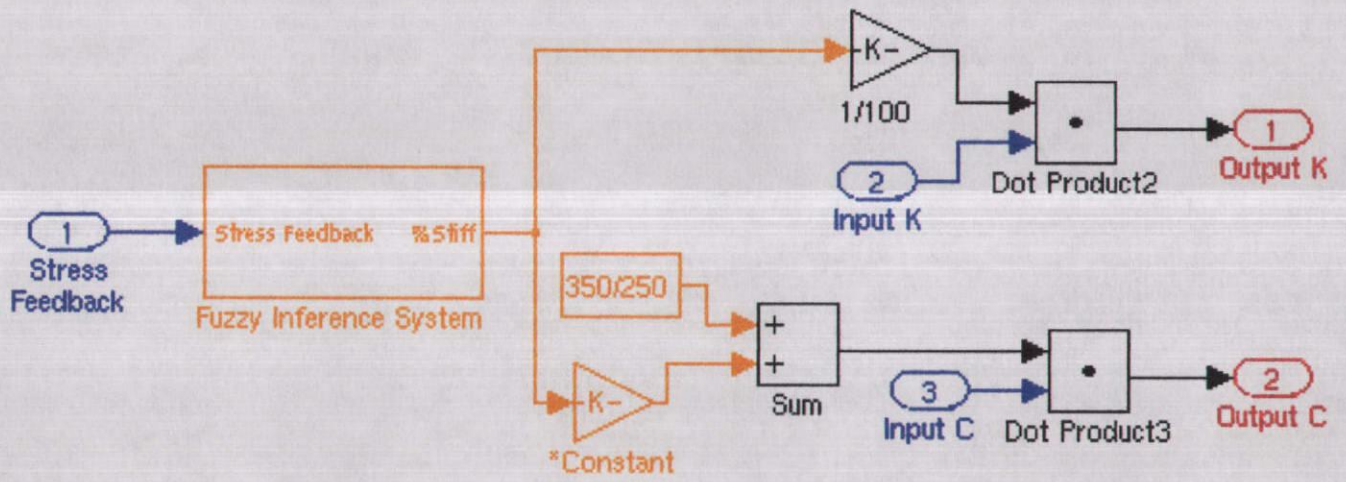 -K-
1/100
1
Output K
Dot Product2
2
Input K
1
Stress
Feedback
Stress Feedback %Stiff
Fuzzy Inference System
350/250
+
+
Sum
K-
*Constant
3
Input C
Dot Product3
2
Output C